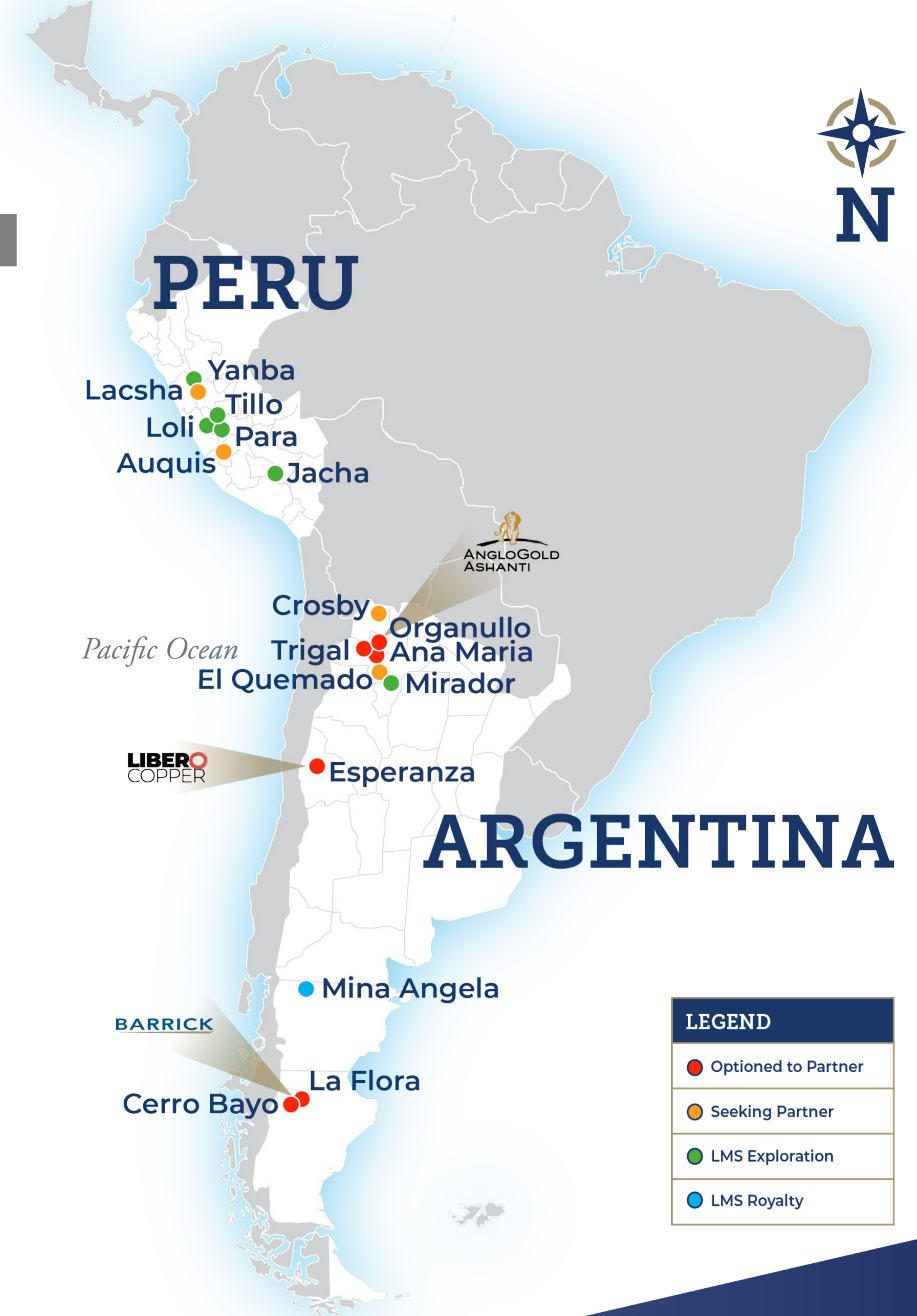 N
PERU
Yanba
Lacsha
Tillo
Loli
Para
Auquis
Jacha
ANGLOGOLD
ASHANTI
Crosby
Organullo
Pacific Ocean
Trigal
Ana Maria
El Quemado
Mirador
LIBERO
COPPER
Esperanza
ARGENTINA
Mina Angela
BARRICK
La Flora
Cerro Bayo
LEGEND
Optioned to Partner
Seeking Partner
LMS Exploration
LMS Royalty